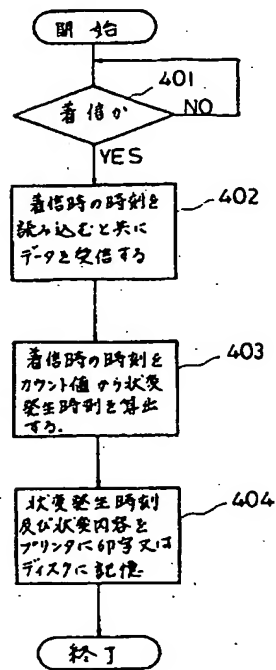 開始
401
着信か
NO
YES
着信時の時刻を
読み込むと共に
データを受信する
402
着信時の時刻を
カウント値から状変
発生時刻を算出
する.
403
状変発生時刻
及び状変内容を
プリンタに印字又は
ディスクに記憶
404
終了